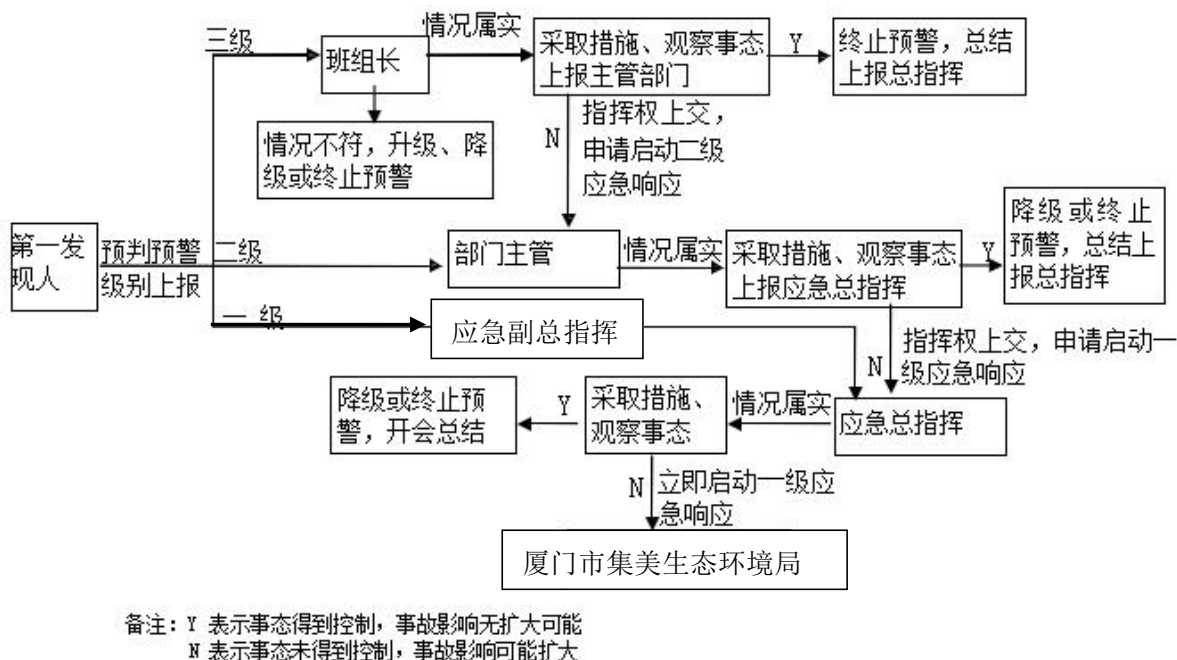 三级
班组长
情况属实
采取措施、观察事态
上报主管部门
Y
终止预警，总结
上报总指挥
情况不符，升级、降
级或终止预警
N
指挥权上交，
申请启动二级
应急响应
第一发
现人
预判预警
级别上报
二级
部门主管
情况属实
采取措施、观察事态
上报应急总指挥
Y
降级或终止
预警，总结上
报总指挥
一级
应急副总指挥
N
指挥权上交，申请启动一
级应急响应
降级或终止预
警，开会总结
Y
采取措施、
观察事态
情况属实
应急总指挥
N
立即启动一级应
急响应
厦门市集美生态环境局
备注：Y 表示事态得到控制，事故影响无扩大可能
N 表示事态未得到控制，事故影响可能扩大